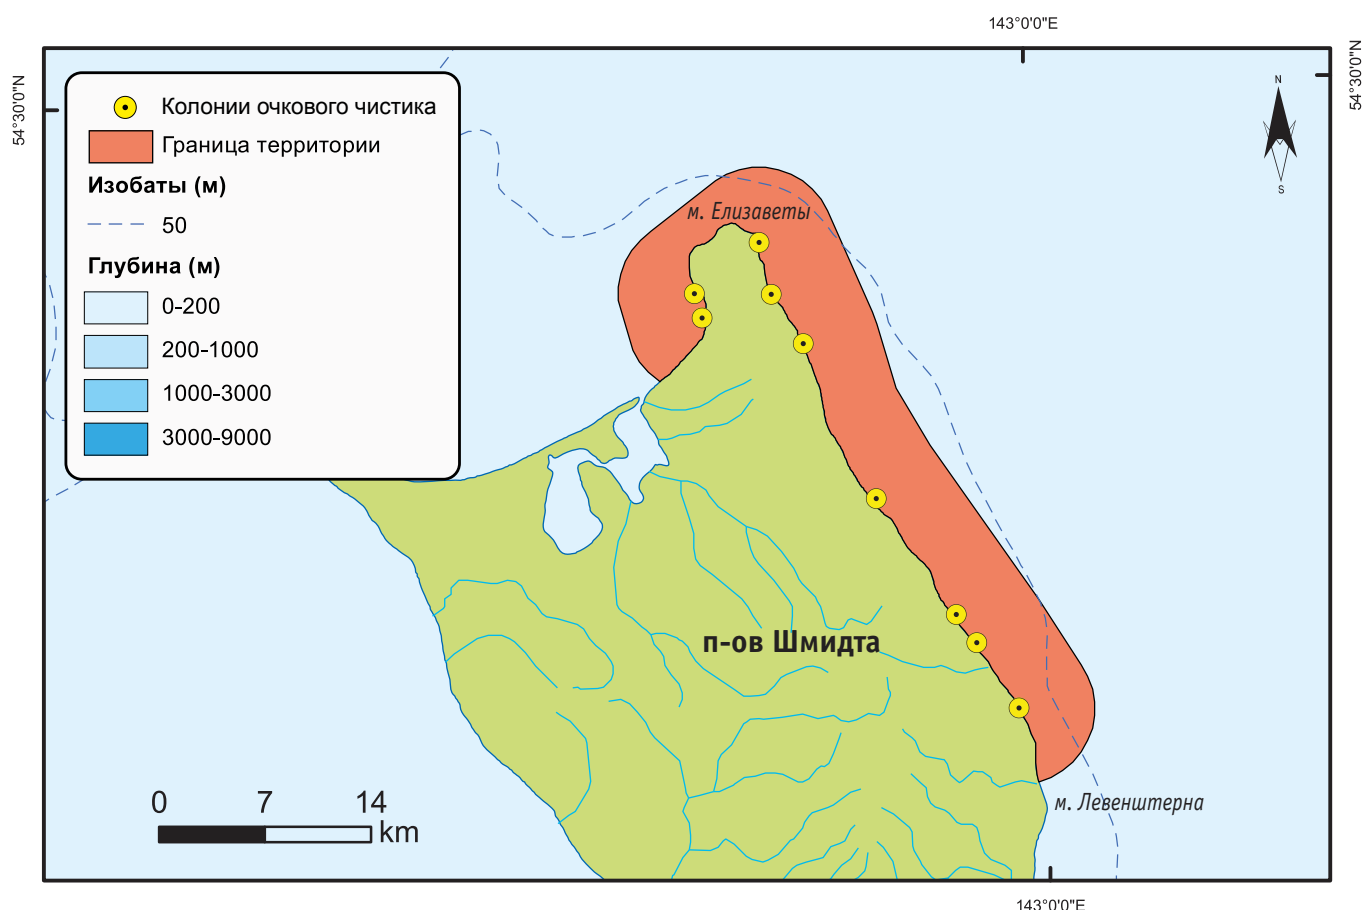 143°0'0"E
54°30'0"N
54°30'0"N
Колонии очкового чистика
Граница территории
Изобаты (м)
50
Глубина (м)
0-200
200-1000
1000-3000
3000-9000
N
S
м. Елизаветы
п-ов Шмидта
м. Левенштерна
0 7 14
km
143°0'0"E